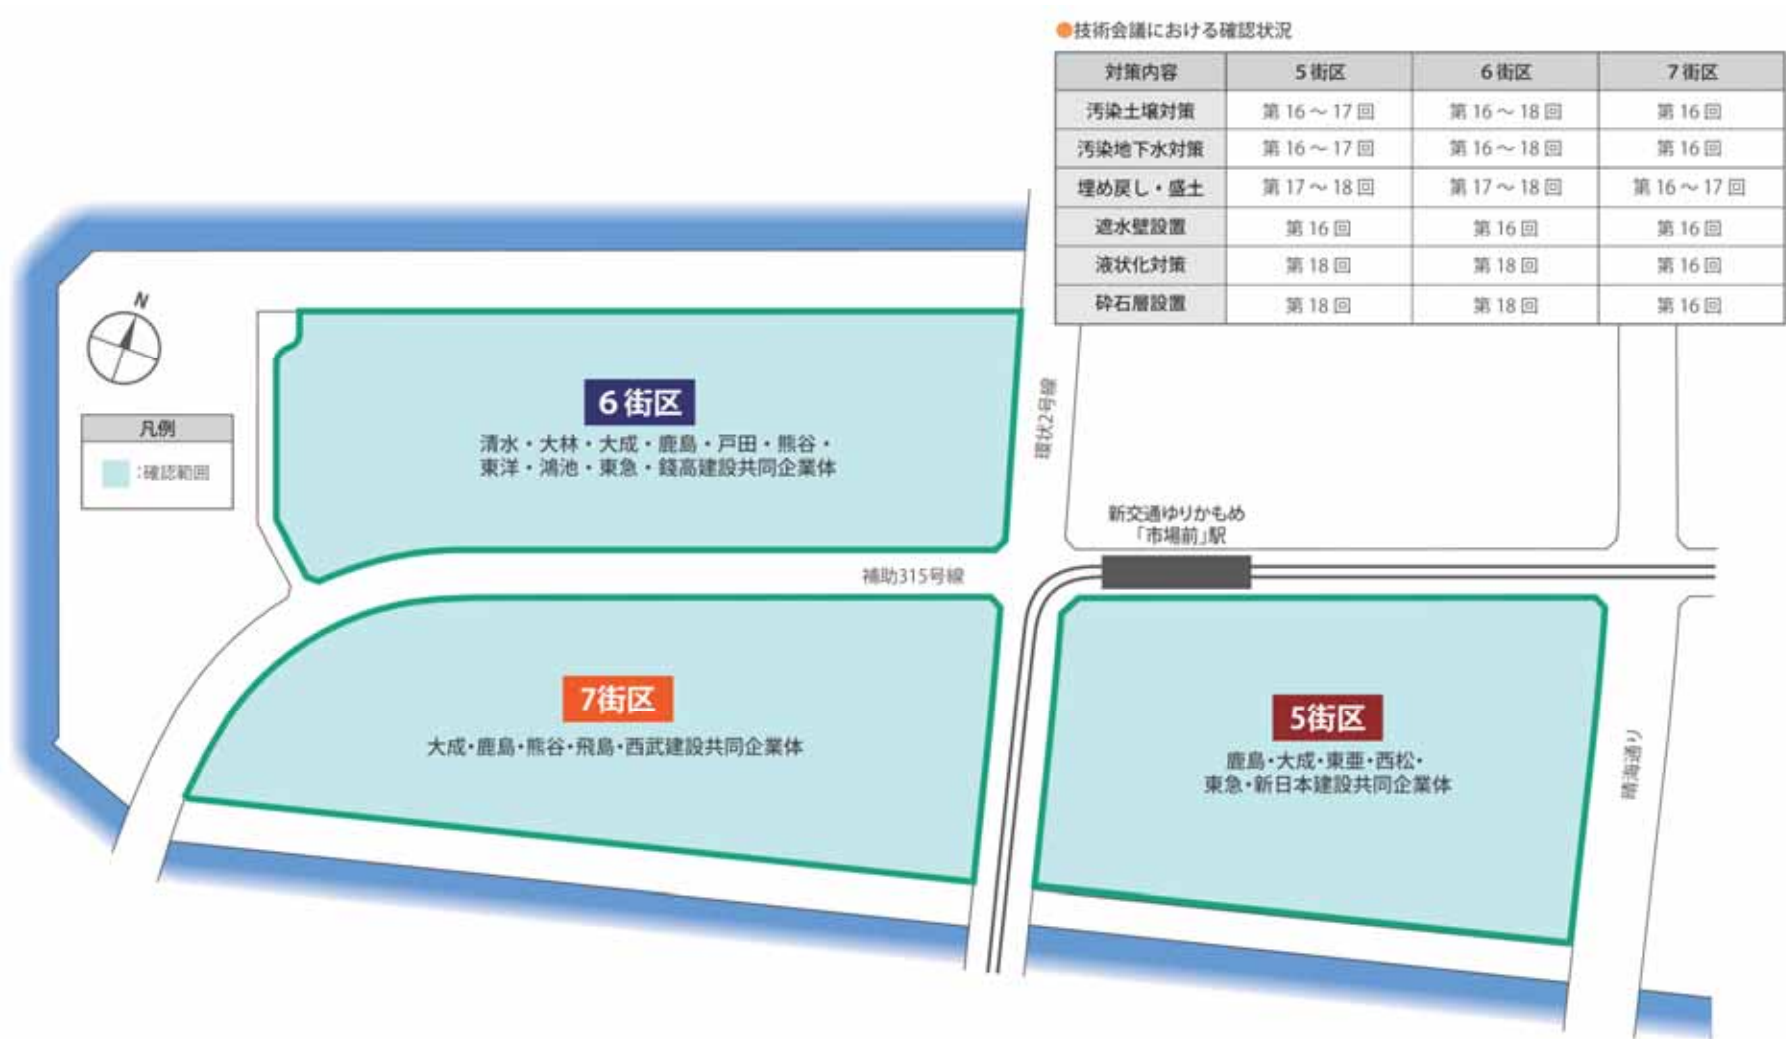 ●技術会議における確認状況
対策内容 5街区 6街区 7街区
汚染土壌対策 第16～17回 第16～18回 第16回
汚染地下水対策 第16～17回 第16～18回 第16回
埋め戻し・盛土 第17～18回 第17～18回 第16～17回
遮水壁設置 第16回 第16回 第16回
液状化対策 第18回 第18回 第16回
砕石層設置 第18回 第18回 第16回
N
凡例
:確認範囲
6街区
清水・大林・大成・鹿島・戸田・熊谷・
東洋・鴻池・東急・錢高建設共同企業体
環状2号線
新交通ゆりかもめ
「市場前」駅
補助315号線
7街区
大成・鹿島・熊谷・飛島・西武建設共同企業体
5街区
鹿島・大成・東亜・西松・
東急・新日本建設共同企業体
晴海通り